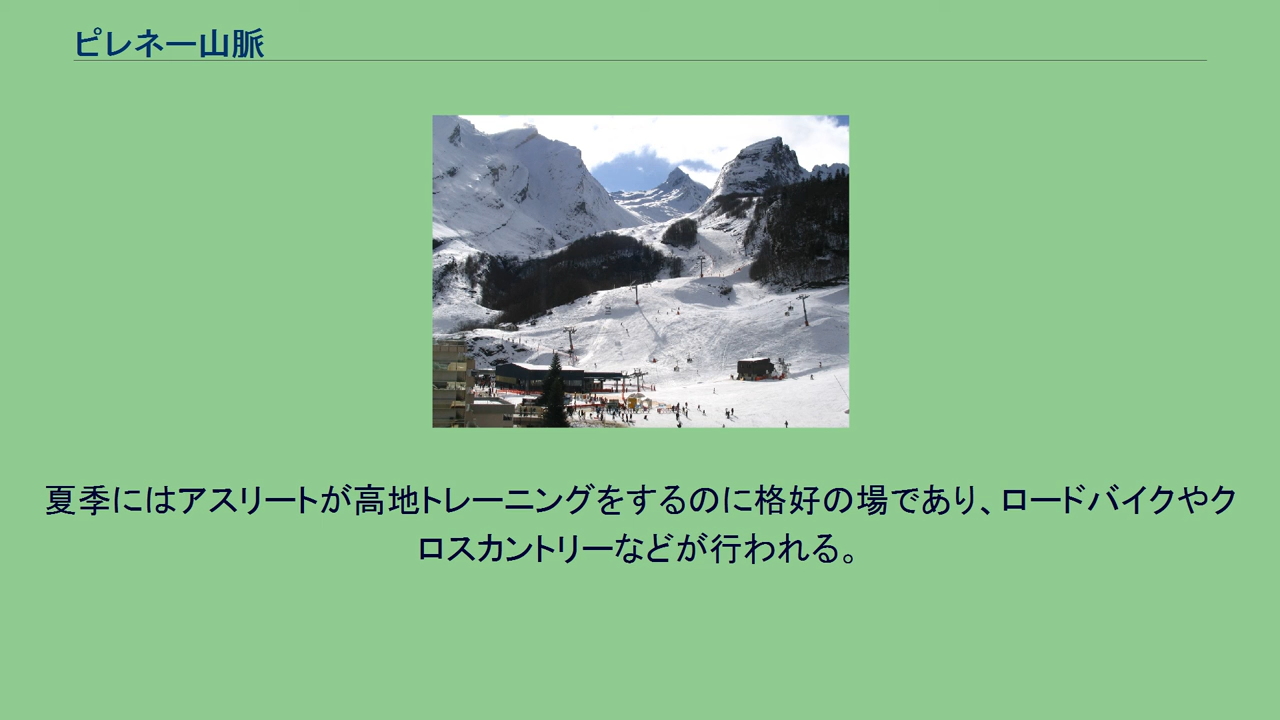 ピレネー山脈
夏季にはアスリートが高地トレーニングをするのに格好の場であり、ロードバイクやク
ロスカントリーなどが行われる。